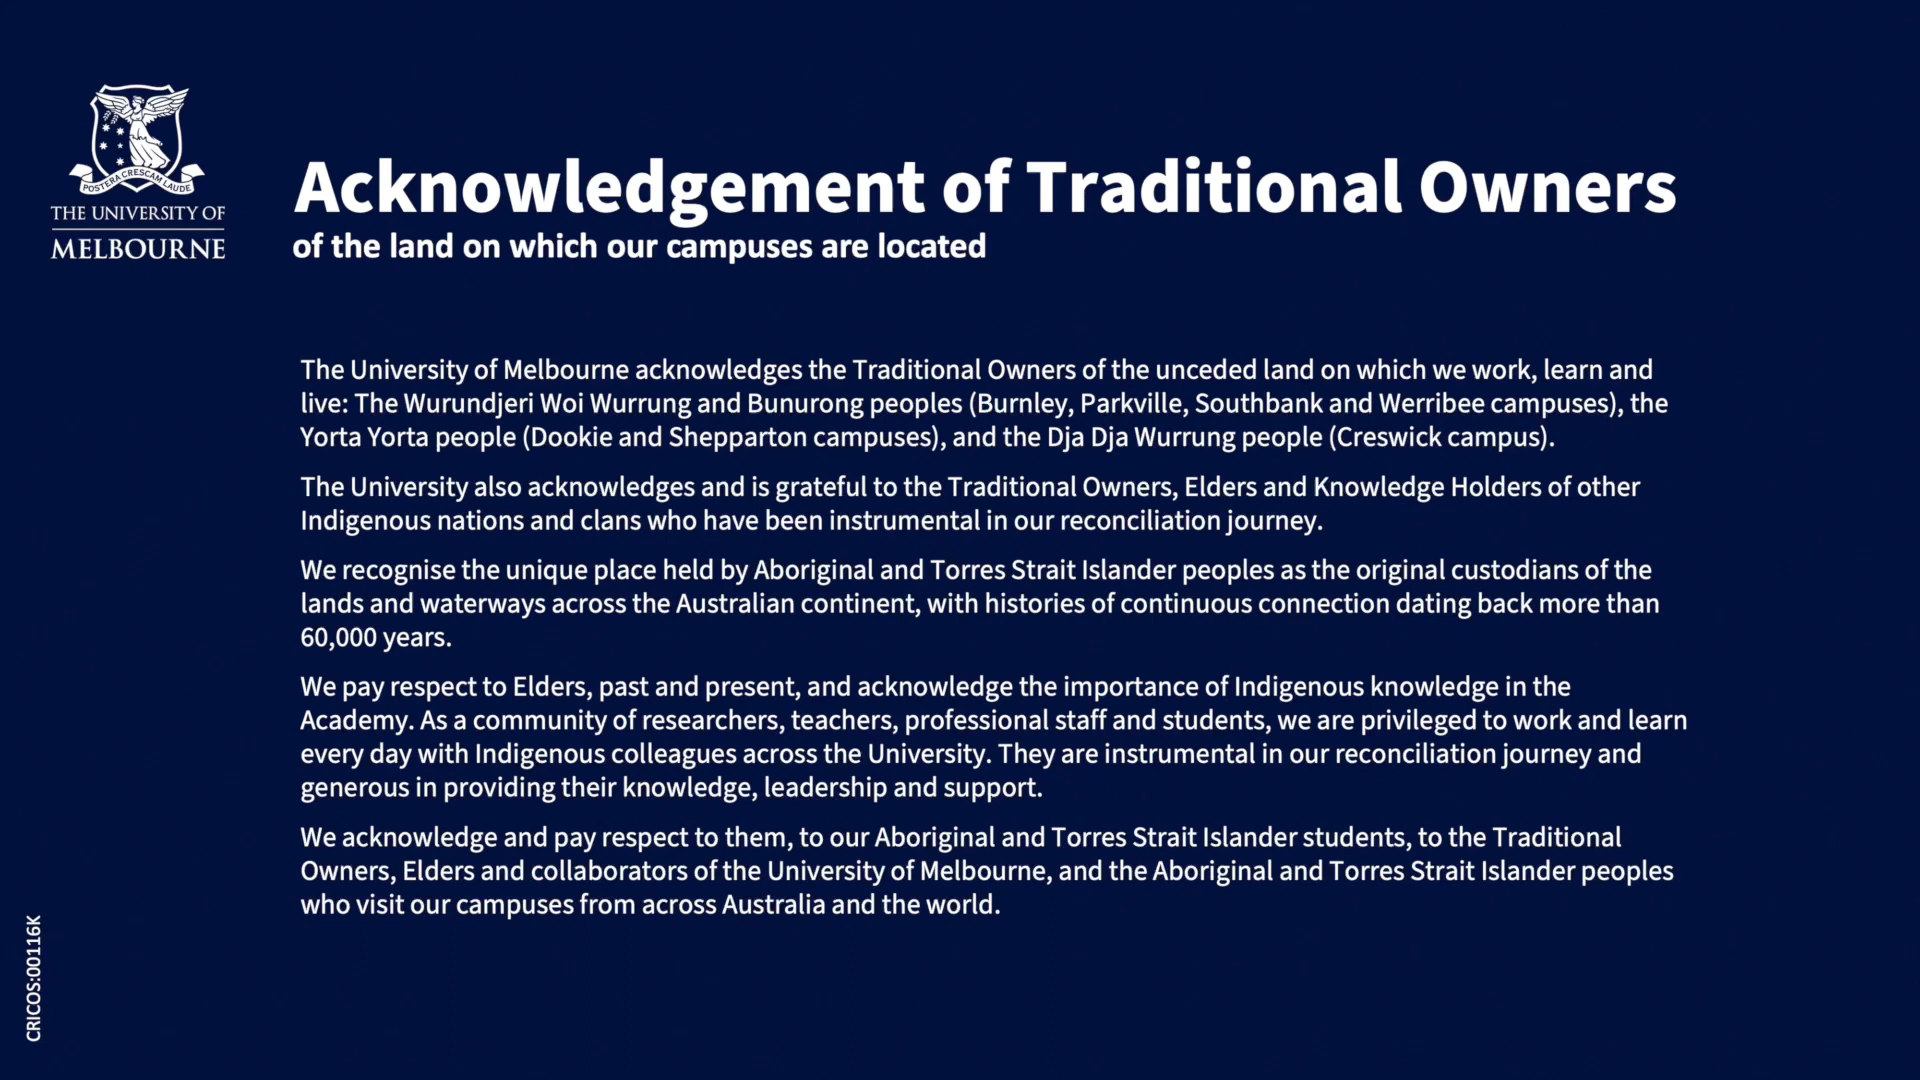 POSTERA CRESCAM LAUDE
THE UNIVERSITY OF
MELBOURNE
Acknowledgement of Traditional Owners
of the land on which our campuses are located
The University of Melbourne acknowledges the Traditional Owners of the unceded land on which we work, learn and
live: The Wurundjeri Woi Wurrung and Bunurong peoples (Burnley, Parkville, Southbank and Werribee campuses), the
Yorta Yorta people (Dookie and Shepparton campuses), and the Dja Dja Wurrung people (Creswick campus).
The University also acknowledges and is grateful to the Traditional Owners, Elders and Knowledge Holders of other
Indigenous nations and clans who have been instrumental in our reconciliation journey.
We recognise the unique place held by Aboriginal and Torres Strait Islander peoples as the original custodians of the
lands and waterways across the Australian continent, with histories of continuous connection dating back more than
60,000 years.
We pay respect to Elders, past and present, and acknowledge the importance of Indigenous knowledge in the
Academy. As a community of researchers, teachers, professional staff and students, we are privileged to work and learn
every day with Indigenous colleagues across the University. They are instrumental in our reconciliation journey and
generous in providing their knowledge, leadership and support.
We acknowledge and pay respect to them, to our Aboriginal and Torres Strait Islander students, to the Traditional
Owners, Elders and collaborators of the University of Melbourne, and the Aboriginal and Torres Strait Islander peoples
who visit our campuses from across Australia and the world.
CRICOS:00116K